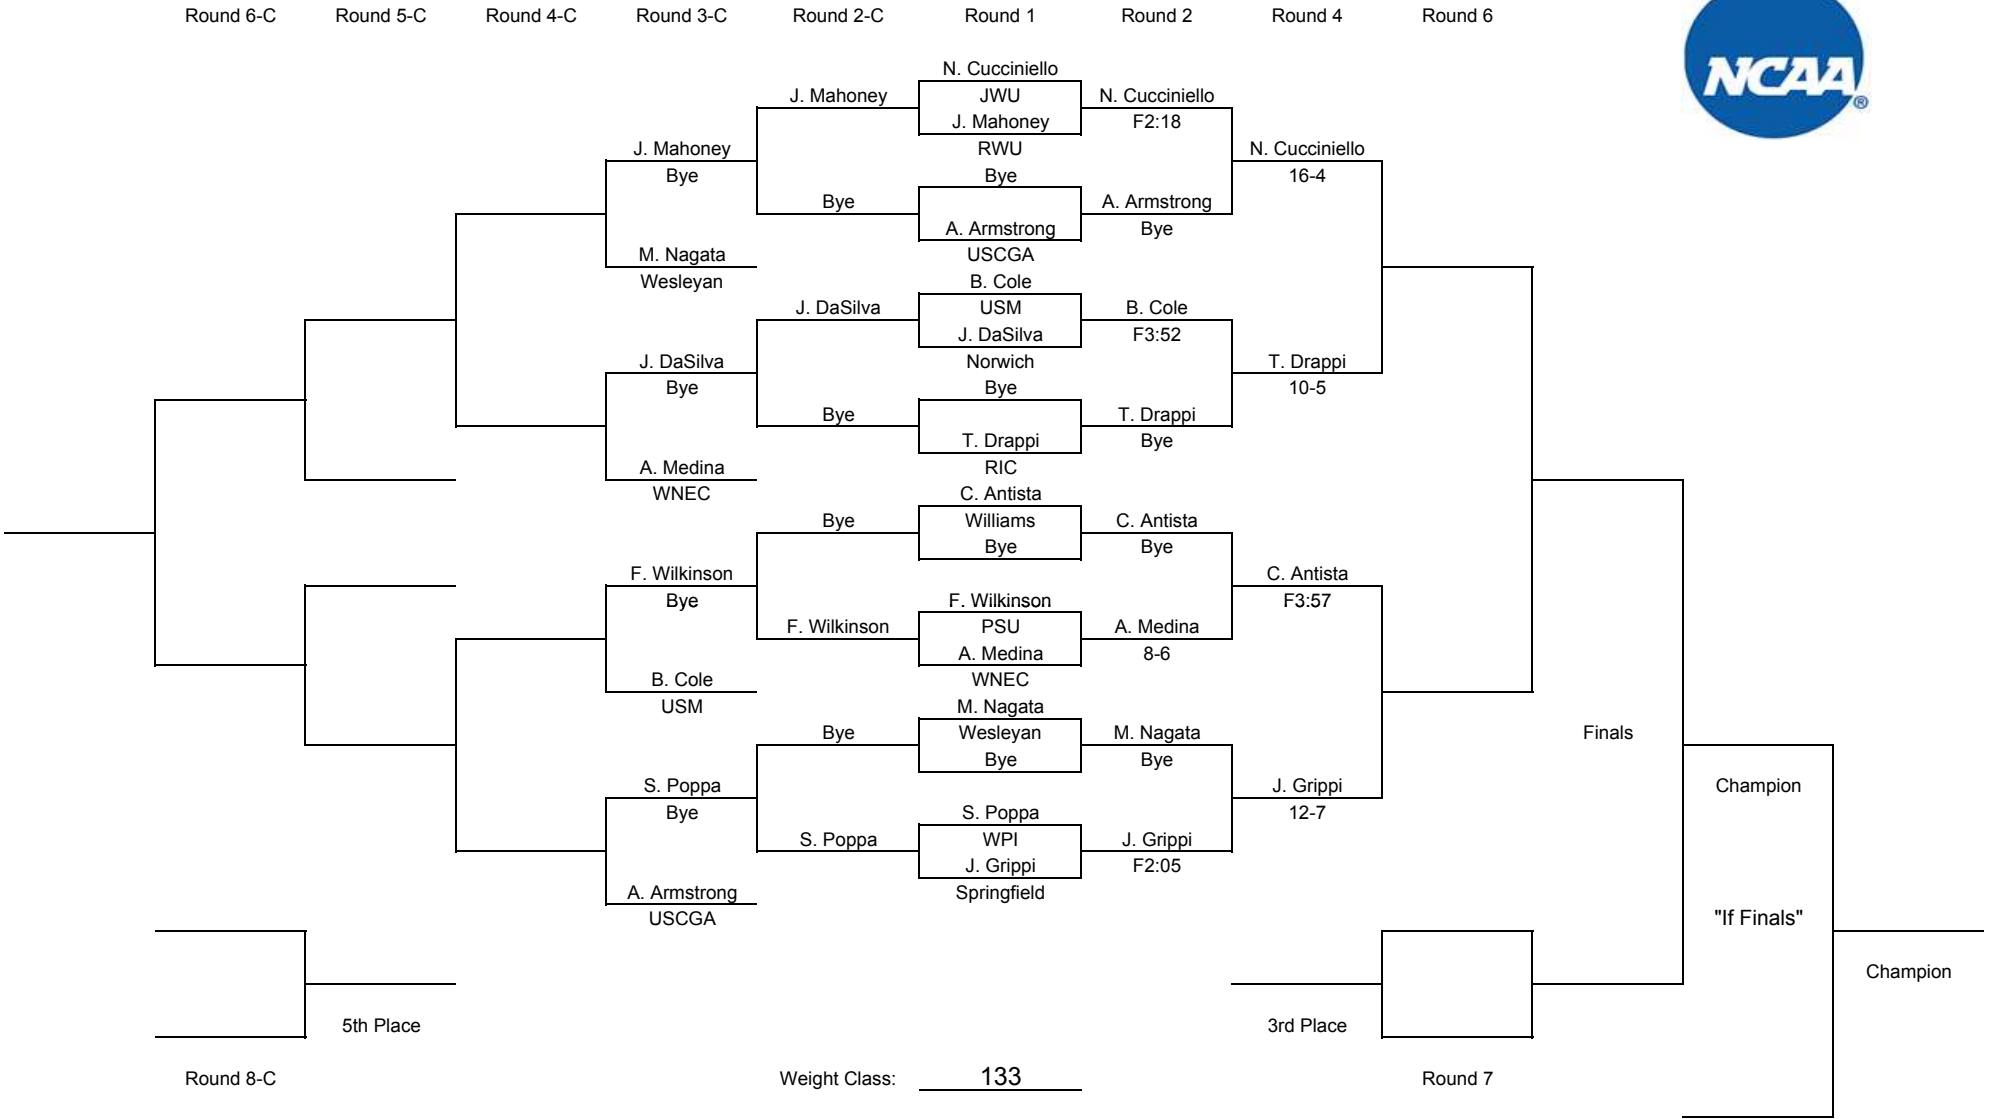 Round 6-C Round 5-C Round 4-C Round 3-C Round 2-C Round 1 Round 2 Round 4 Round 6
NCAA®
N. Cucciniello
J. Mahoney JWU N. Cucciniello
J. Mahoney F2:18
J. Mahoney RWU N. Cucciniello
Bye Bye 16-4
Bye A. Armstrong
A. Armstrong Bye
M. Nagata USCGA
Wesleyan B. Cole
J. DaSilva USM B. Cole
J. DaSilva F3:52
J. DaSilva Norwich T. Drappi
Bye Bye 10-5
Bye T. Drappi
T. Drappi Bye
A. Medina RIC
WNEC C. Antista
Bye Williams C. Antista
Bye Bye
F. Wilkinson C. Antista
Bye F. Wilkinson F3:57
F. Wilkinson PSU A. Medina
A. Medina 8-6
B. Cole WNEC
USM M. Nagata
Bye Wesleyan M. Nagata Finals
Bye Bye
S. Poppa J. Grippi Champion
Bye S. Poppa 12-7
S. Poppa WPI J. Grippi
J. Grippi F2:05
A. Armstrong Springfield
USCGA "If Finals"
Champion
5th Place 3rd Place
Round 8-C Weight Class: 133 Round 7